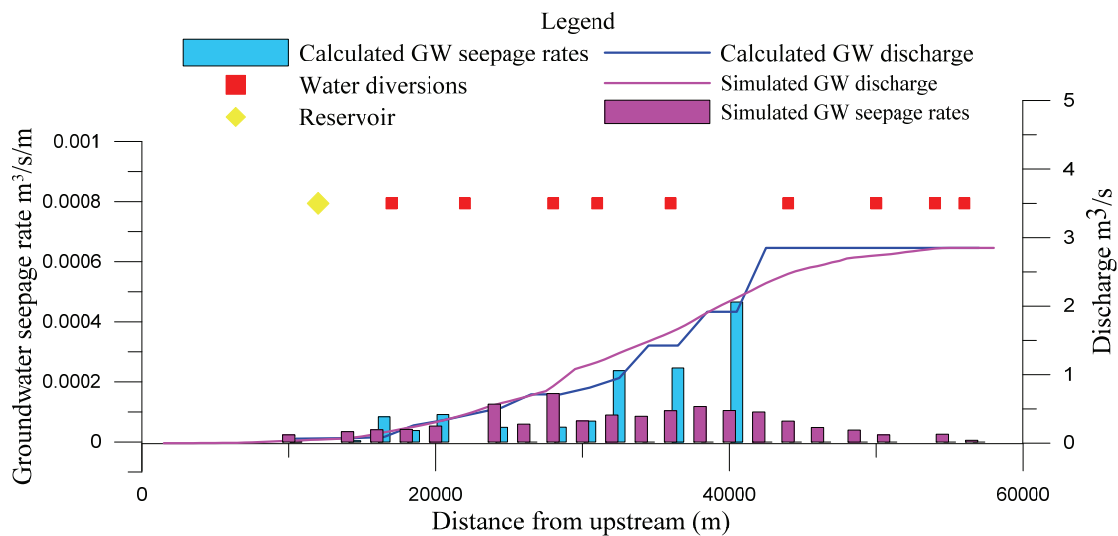 Legend
Calculated GW seepage rates
Calculated GW discharge
Water diversions
Simulated GW discharge
Reservoir
Simulated GW seepage rates
Groundwater seepage rate m³/s/m
0.001
0.0008
0.0006
0.0004
0.0002
0
5
4
3
2
1
0
Discharge m³/s
0 20000 40000 60000
Distance from upstream (m)